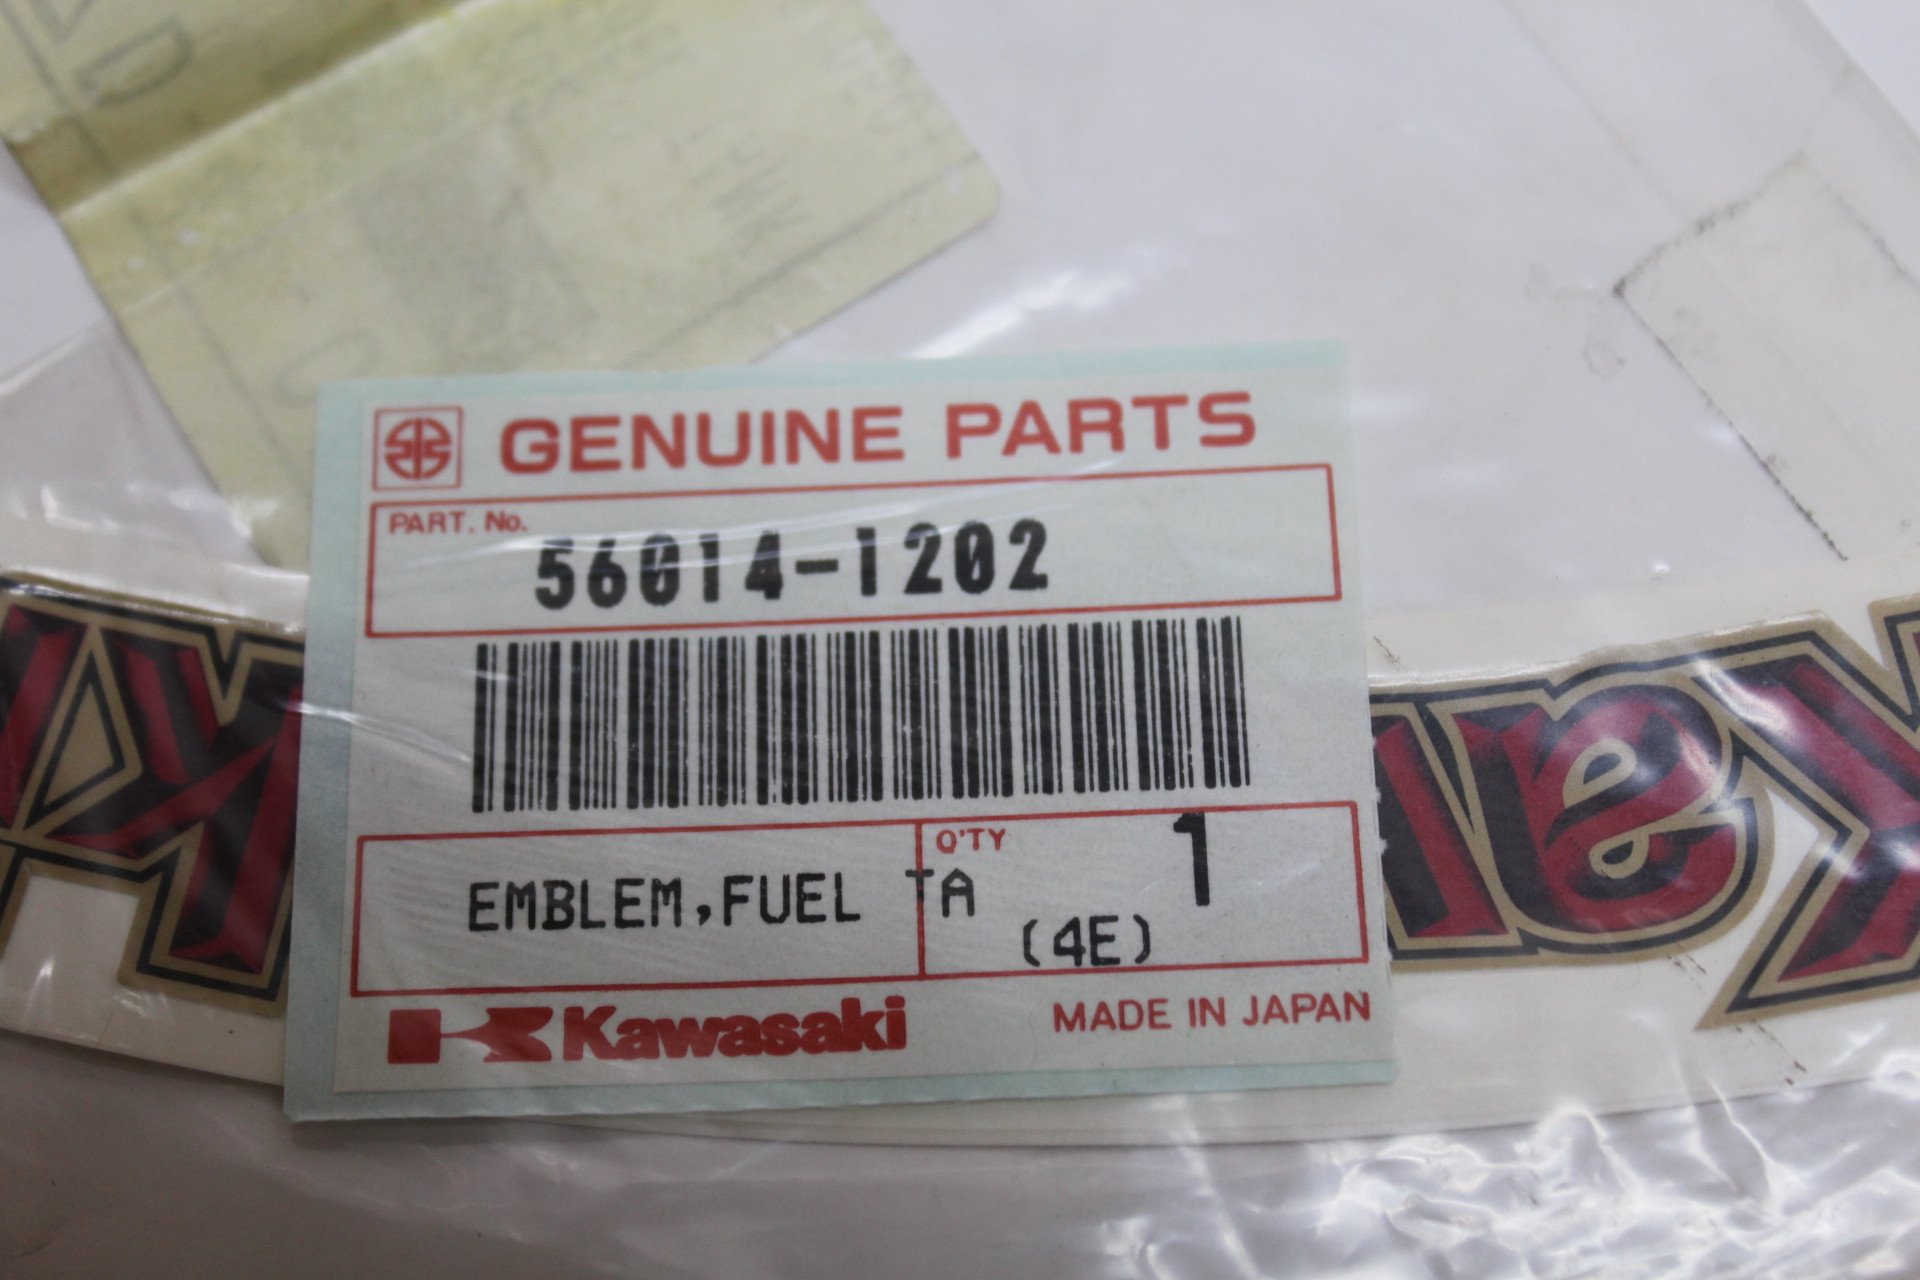 GENUINE PARTS
PART. No.
56014-1202
Q'TY
1
EMBLEM,FUEL TA
(4E)
Kawasaki
MADE IN JAPAN